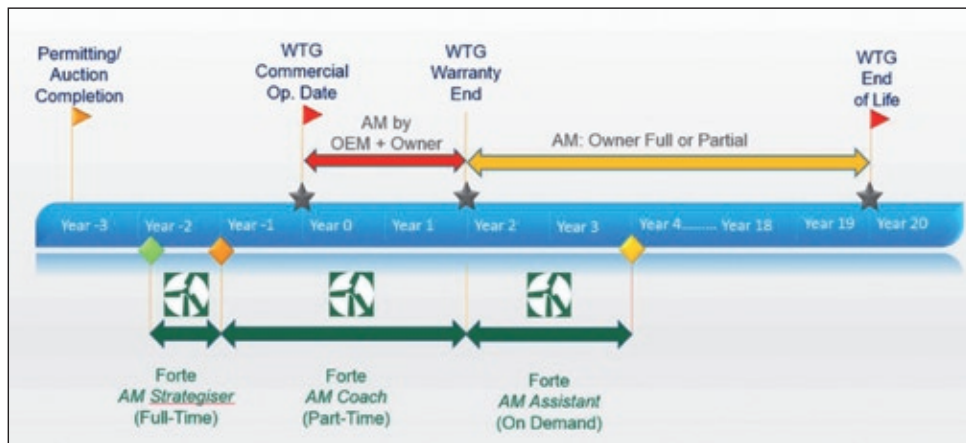 Permitting/
Auction
Completion
WTG
Commercial
Op. Date
WTG
Warranty
End
WTG
End
of Life
AM by
OEM + Owner
AM: Owner Full or Partial
Year -3 Year -2 Year -1 Year 0 Year 1 Year 2 Year 3 Year 4......... Year 18 Year 19 Year 20
Forte
AM Strategiser
(Full-Time)
Forte
AM Coach
(Part-Time)
Forte
AM Assistant
(On Demand)